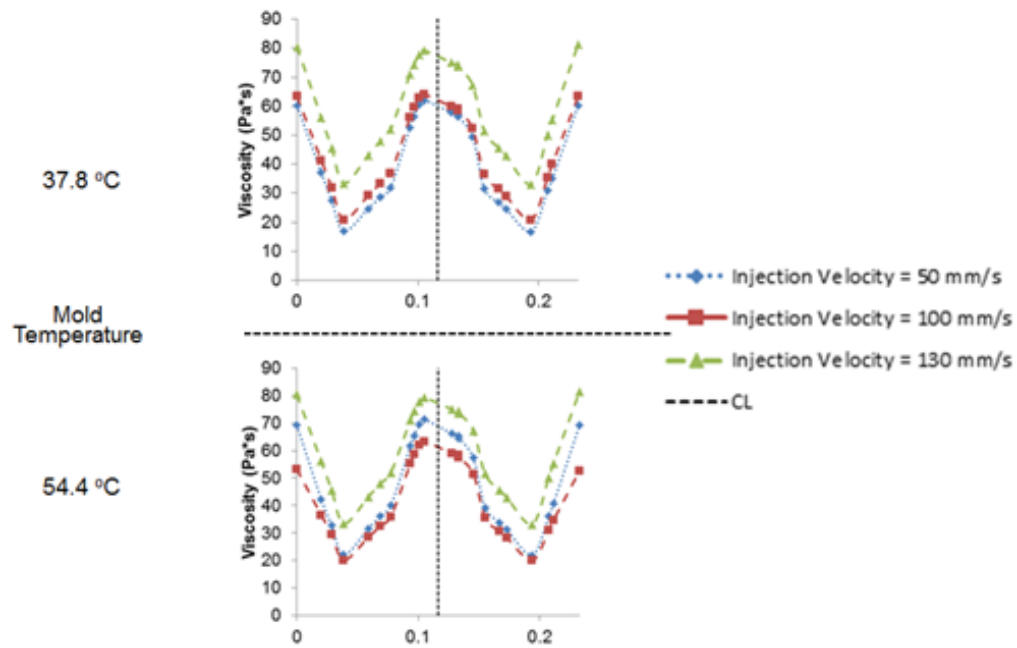 90
80
70
60
50
40
30
20
10
0
Viscosity (Pa*s)
0 0.1 0.2
37.8 ºC
Mold
Temperature
Injection Velocity = 50 mm/s
Injection Velocity = 100 mm/s
Injection Velocity = 130 mm/s
CL
90
80
70
60
50
40
30
20
10
0
Viscosity (Pa*s)
0 0.1 0.2
54.4 ºC